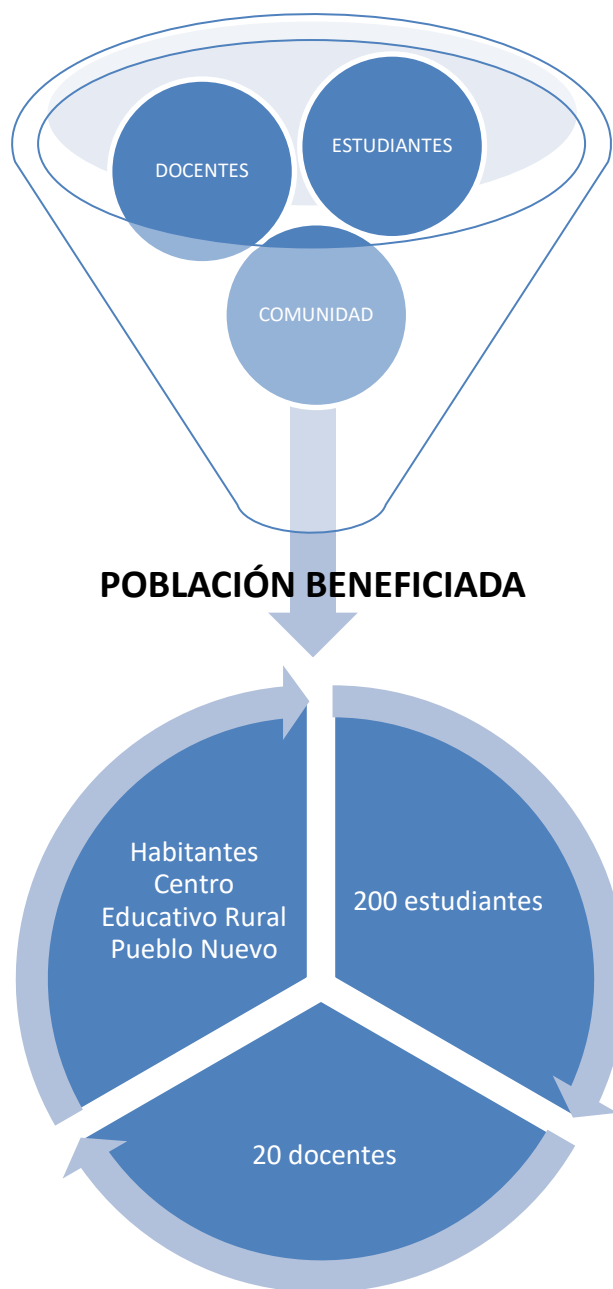 ESTUDIANTES
DOCENTES
COMUNIDAD
POBLACIÓN BENEFICIADA
Habitantes
Centro
Educativo Rural
Pueblo Nuevo
200 estudiantes
20 docentes